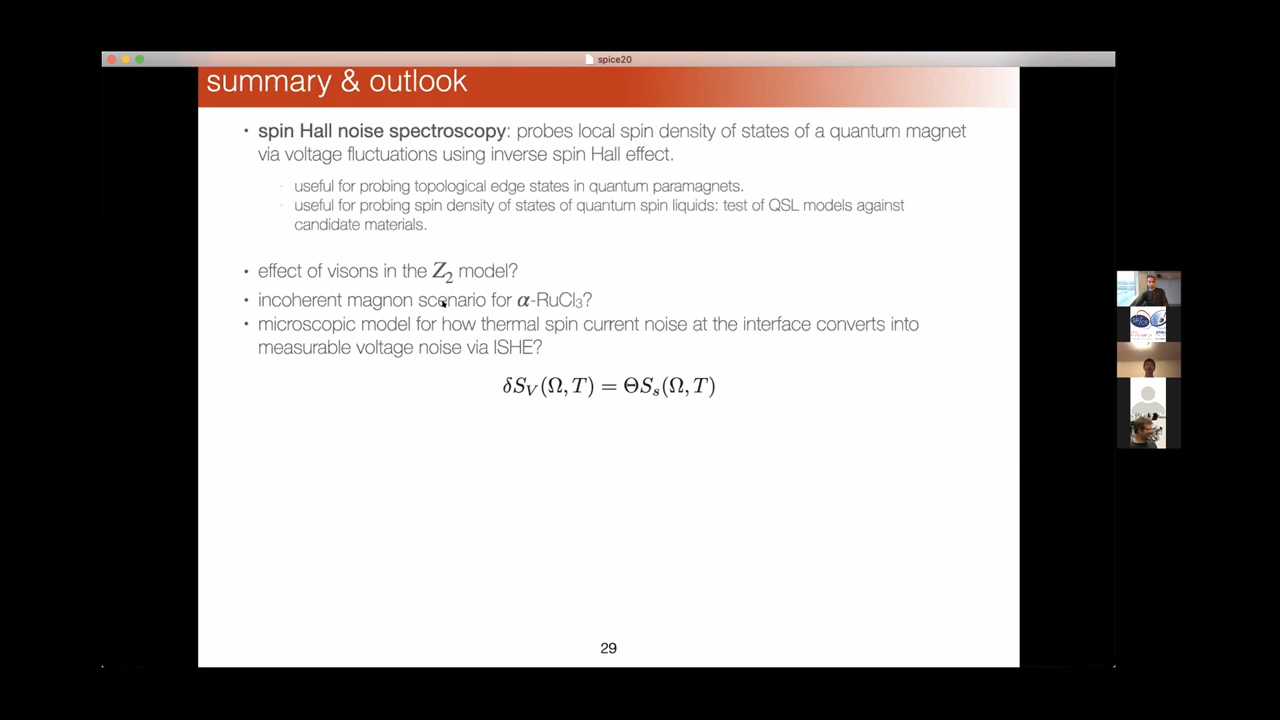 spice20
summary & outlook
• spin Hall noise spectroscopy: probes local spin density of states of a quantum magnet
via voltage fluctuations using inverse spin Hall effect.
· useful for probing topological edge states in quantum paramagnets.
· useful for probing spin density of states of quantum spin liquids: test of QSL models against
candidate materials.
• effect of visons in the Z₂ model?
• incoherent magnon scenario for α-RuCl₃?
• microscopic model for how thermal spin current noise at the interface converts into
measurable voltage noise via ISHE?
δS_V(Ω, T) = ΘS_s(Ω, T)
29